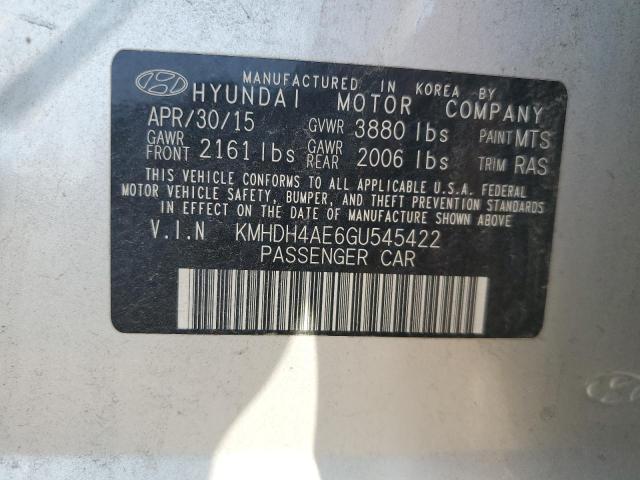 MANUFACTURED IN KOREA BY
HYUNDAI MOTOR COMPANY
APR/30/15 GVWR 3880 lbs PAINT MTS
GAWR FRONT 2161 lbs GAWR REAR 2006 lbs TRIM RAS
THIS VEHICLE CONFORMS TO ALL APPLICABLE U.S.A. FEDERAL
MOTOR VEHICLE SAFETY, BUMPER, AND THEFT PREVENTION STANDARDS
IN EFFECT ON THE DATE OF MANUFACTURE SHOWN ABOVE.
V.I.N KMHDH4AE6GU545422
PASSENGER CAR